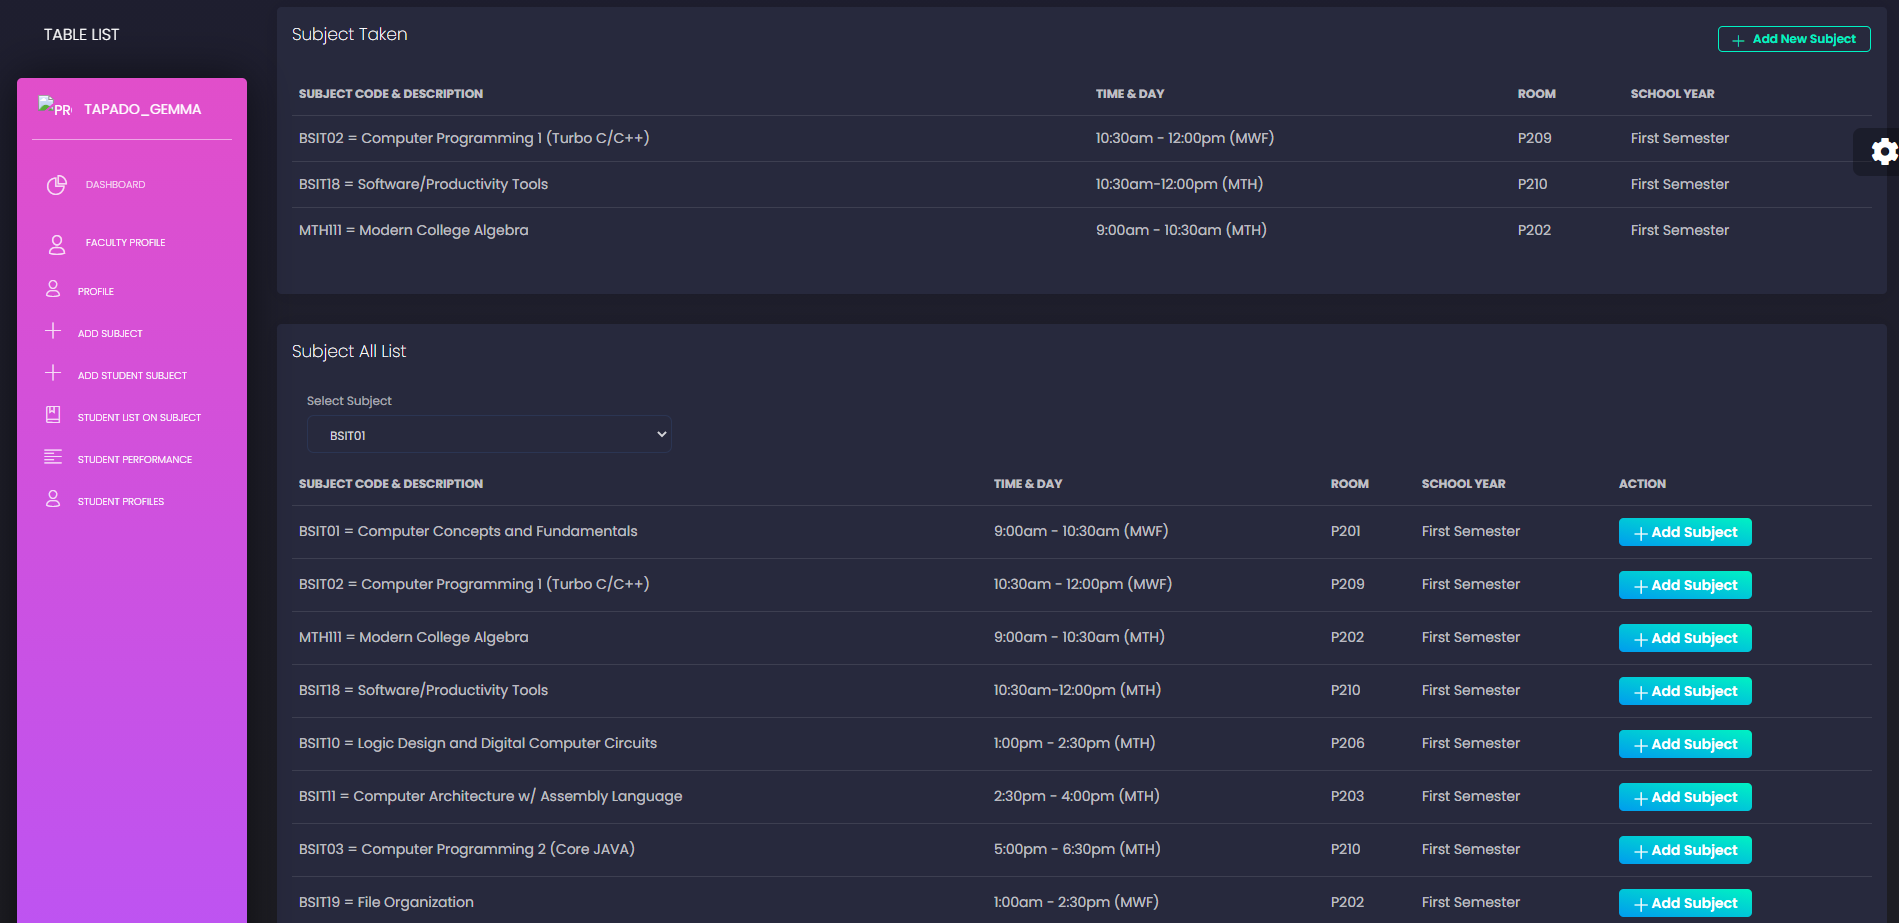 TABLE LIST
TAPADO_GEMMA
DASHBOARD
FACULTY PROFILE
PROFILE
ADD SUBJECT
ADD STUDENT SUBJECT
STUDENT LIST ON SUBJECT
STUDENT PERFORMANCE
STUDENT PROFILES
Subject Taken
Add New Subject
SUBJECT CODE & DESCRIPTION TIME & DAY ROOM SCHOOL YEAR
BSIT02 = Computer Programming 1 (Turbo C/C++) 10:30am - 12:00pm (MWF) P209 First Semester
BSIT18 = Software/Productivity Tools 10:30am-12:00pm (MTH) P210 First Semester
MTH111 = Modern College Algebra 9:00am - 10:30am (MTH) P202 First Semester
Subject All List
Select Subject
BSIT01
SUBJECT CODE & DESCRIPTION TIME & DAY ROOM SCHOOL YEAR ACTION
BSIT01 = Computer Concepts and Fundamentals 9:00am - 10:30am (MWF) P201 First Semester Add Subject
BSIT02 = Computer Programming 1 (Turbo C/C++) 10:30am - 12:00pm (MWF) P209 First Semester Add Subject
MTH111 = Modern College Algebra 9:00am - 10:30am (MTH) P202 First Semester Add Subject
BSIT18 = Software/Productivity Tools 10:30am-12:00pm (MTH) P210 First Semester Add Subject
BSIT10 = Logic Design and Digital Computer Circuits 1:00pm - 2:30pm (MTH) P206 First Semester Add Subject
BSIT11 = Computer Architecture w/ Assembly Language 2:30pm - 4:00pm (MTH) P203 First Semester Add Subject
BSIT03 = Computer Programming 2 (Core JAVA) 5:00pm - 6:30pm (MTH) P210 First Semester Add Subject
BSIT19 = File Organization 1:00am - 2:30pm (MWF) P202 First Semester Add Subject